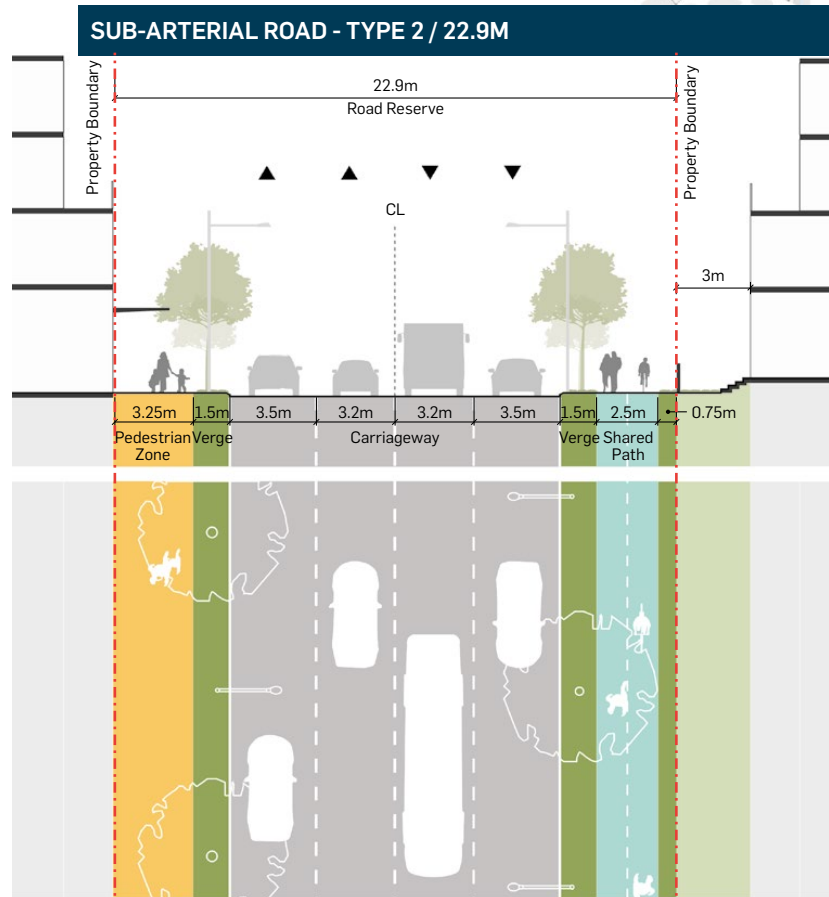 SUB-ARTERIAL ROAD - TYPE 2 / 22.9M
Property Boundary
22.9m
Road Reserve
Property Boundary
CL
3m
3.25m 1.5m 3.5m 3.2m 3.2m 3.5m 1.5m 2.5m 0.75m
Pedestrian Verge Carriageway Verge Shared
Zone Path